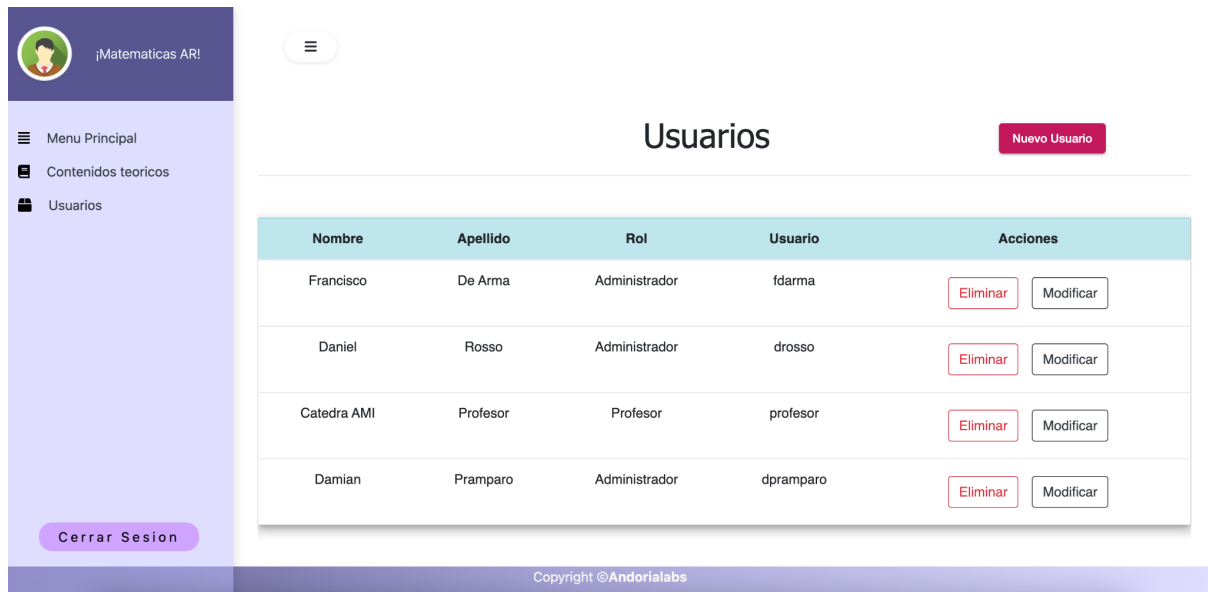 ¡Matematicas AR!
Menu Principal
Contenidos teoricos
Usuarios
Cerrar Sesion
Usuarios
Nuevo Usuario
Nombre Apellido Rol Usuario Acciones
Francisco De Arma Administrador fdarma Eliminar Modificar
Daniel Rosso Administrador drosso Eliminar Modificar
Catedra AMI Profesor Profesor profesor Eliminar Modificar
Damian Pramparo Administrador dpramparo Eliminar Modificar
Copyright ©Andorialabs